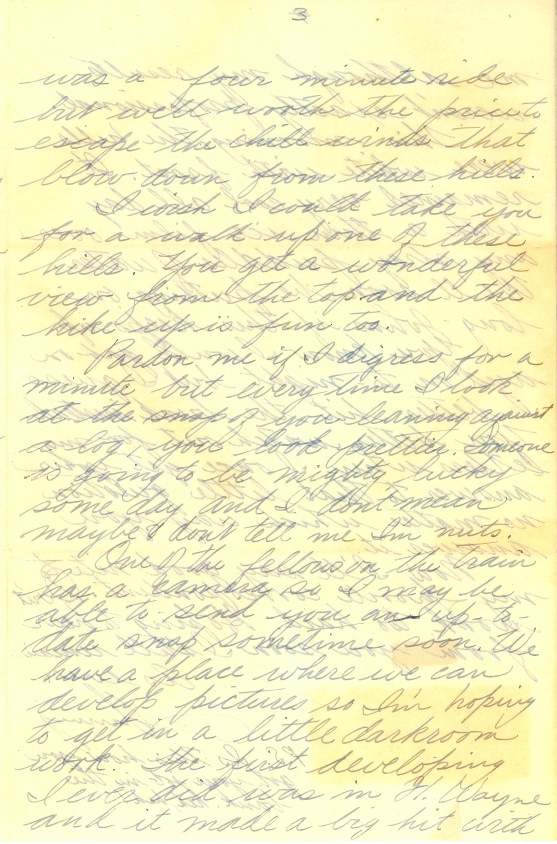 3
was a four minute ride
but well worth the price to
escape the chill winds that
blow down from these hills.
I wish I could take you
for a walk up one of these
hills. You get a wonderful
view from the top and the
hike up is fun too.
Pardon me if I digress for a
minute but every time I look
at the snap of you leaning against
a log, you look prettier. Someone
is going to be mighty lucky
some day and I don't mean
maybe & don't tell me I'm nuts.
One of the fellows on the train
has a camera so I may be
able to send you an up-to-
date snap sometime soon. We
have a place where we can
develop pictures so I'm hoping
to get in a little darkroom
work. The first developing
I ever did was in Ft. Wayne
and it made a big hit with